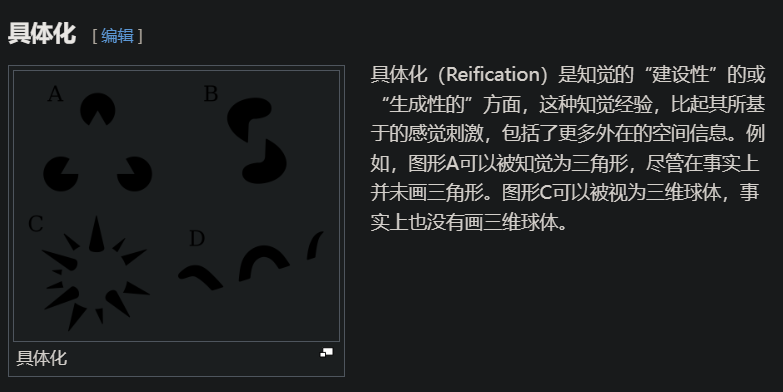 具体化 [ 编辑 ]
A
B
C
D
具体化
具体化（Reification）是知觉的“建设性”的或
“生成性的”方面，这种知觉经验，比起其所基
于的感觉刺激，包括了更多外在的空间信息。例
如，图形A可以被知觉为三角形，尽管在事实上
并未画三角形。图形C可以被视为三维球体，事
实上也没有画三维球体。